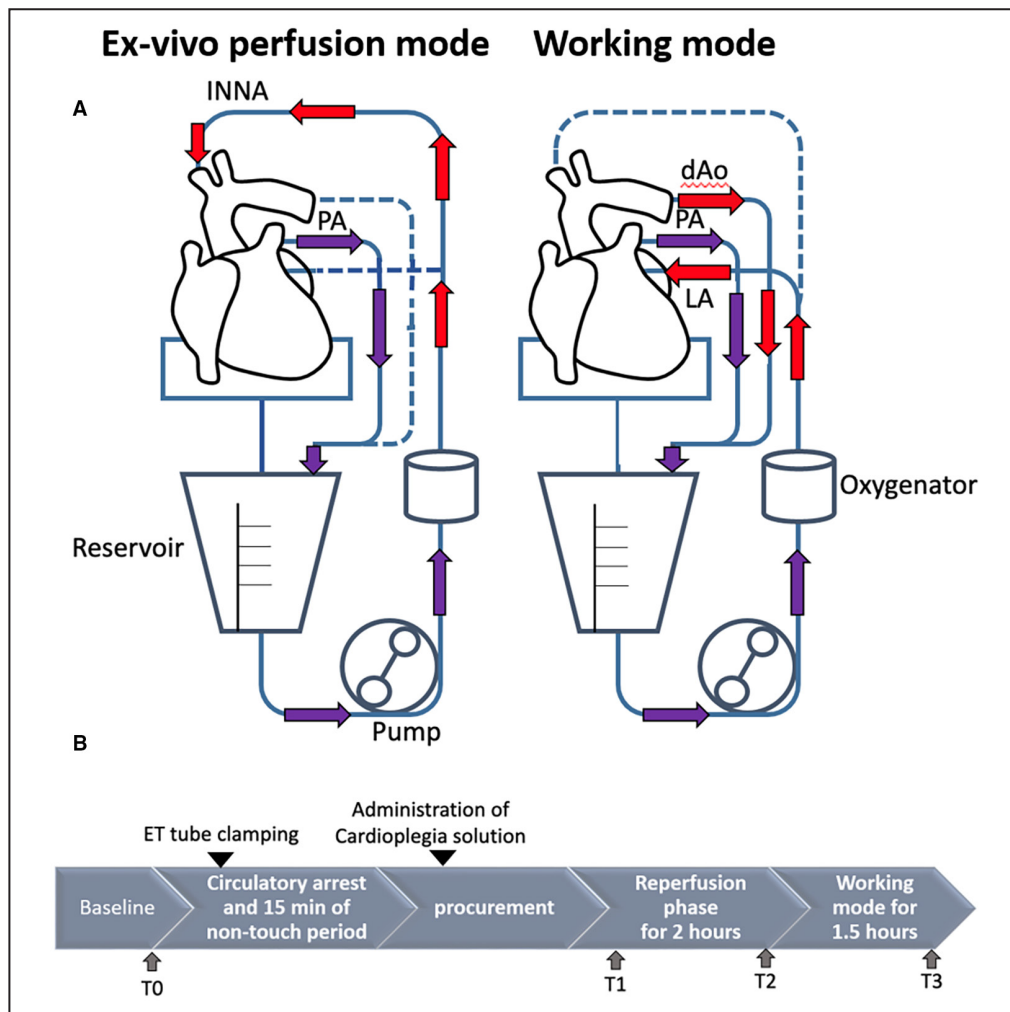 Ex-vivo perfusion mode
Working mode
A
INNA
PA
dAo
PA
LA
Reservoir
Oxygenator
Pump
B
ET tube clamping
Administration of
Cardioplegia solution
Baseline
Circulatory arrest
and 15 min of
non-touch period
procurement
Reperfusion
phase
for 2 hours
Working
mode for
1.5 hours
T0
T1
T2
T3